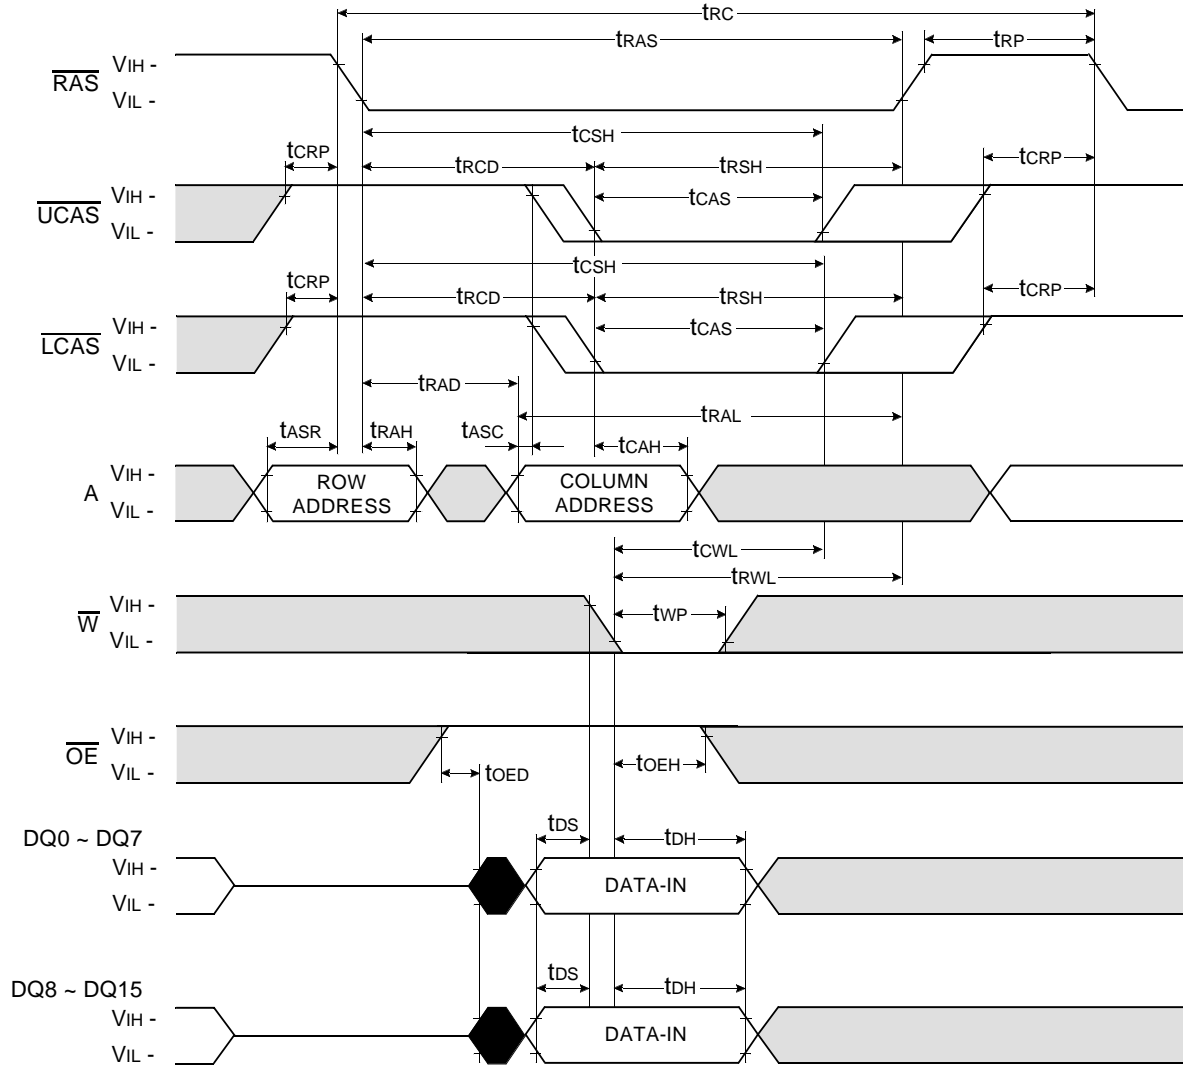 tRC
tRAS
tRP
RAS
VIH -
VIL -
tCSH
tCRP
tRCD
tRSH
tCRP
UCAS
VIH -
VIL -
tCAS
tCSH
tCRP
tRCD
tRSH
tCRP
LCAS
VIH -
VIL -
tCAS
tRAD
tRAL
tASR
tRAH
tASC
tCAH
A
VIH -
VIL -
ROW
ADDRESS
COLUMN
ADDRESS
tCWL
tRWL
W
VIH -
VIL -
tWP
OE
VIH -
VIL -
tOED
tOEH
DQ0 ~ DQ7
tDS
tDH
VIH -
VIL -
DATA-IN
DQ8 ~ DQ15
tDS
tDH
VIH -
VIL -
DATA-IN